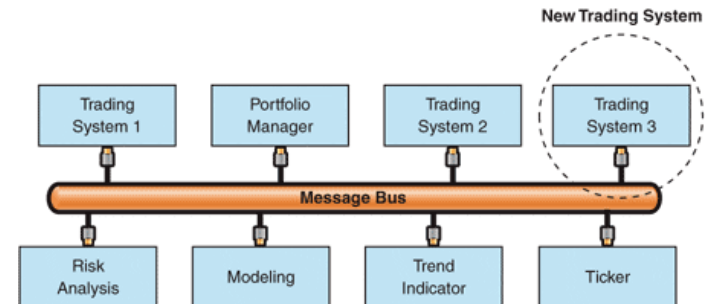 New Trading System
Trading
System 1
Portfolio
Manager
Trading
System 2
Trading
System 3
Message Bus
Risk
Analysis
Modeling
Trend
Indicator
Ticker